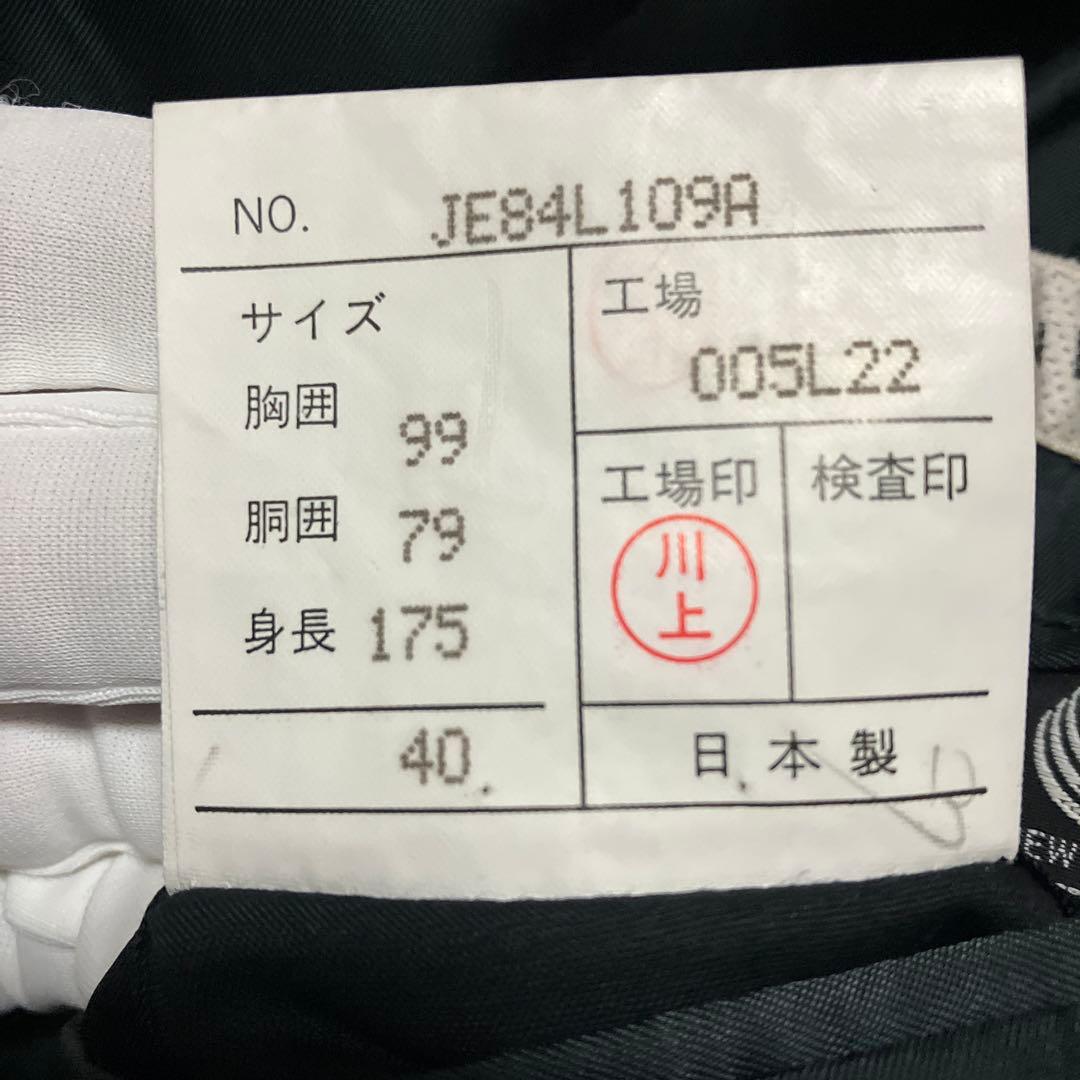 NO. JE84L109A
サイズ
胸囲 99
胴囲 79
身長 175
40
工場
005L22
工場印
川上
検査印
日本製
EW